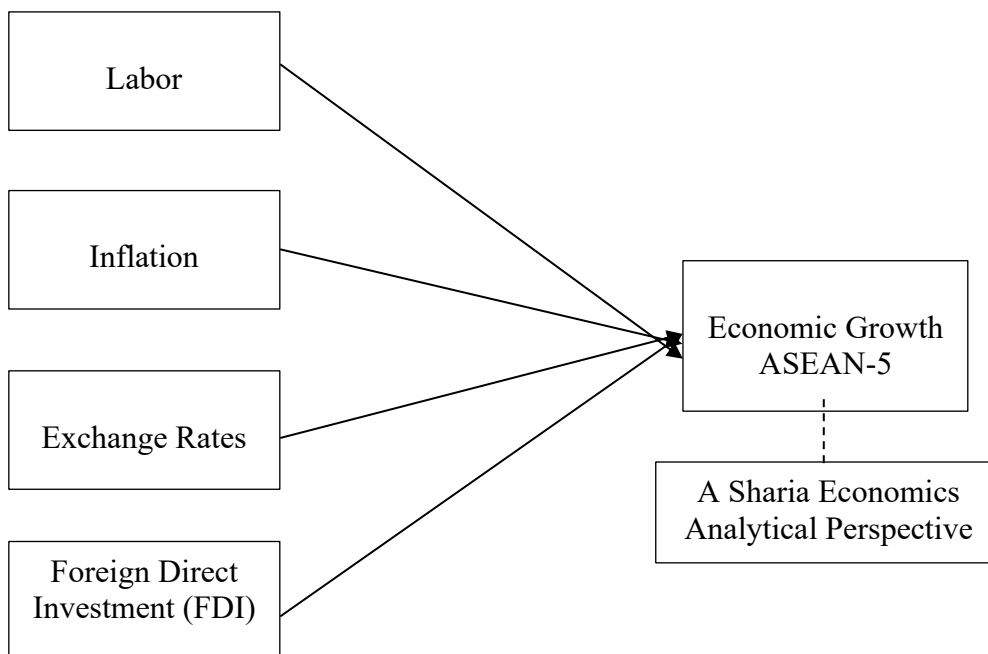 Labor
Inflation
Exchange Rates
Foreign Direct
Investment (FDI)
Economic Growth
ASEAN-5
A Sharia Economics
Analytical Perspective